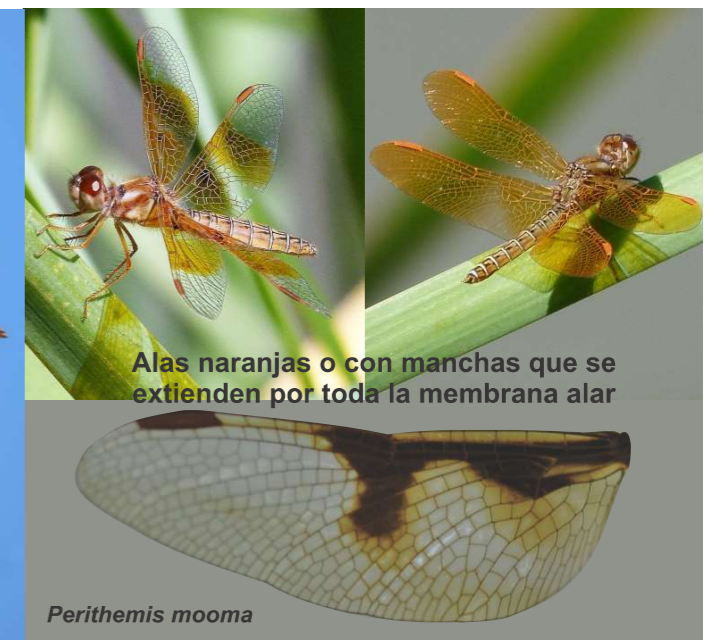 Alas naranjas o con manchas que se
extienden por toda la membrana alar
Perithemis mooma